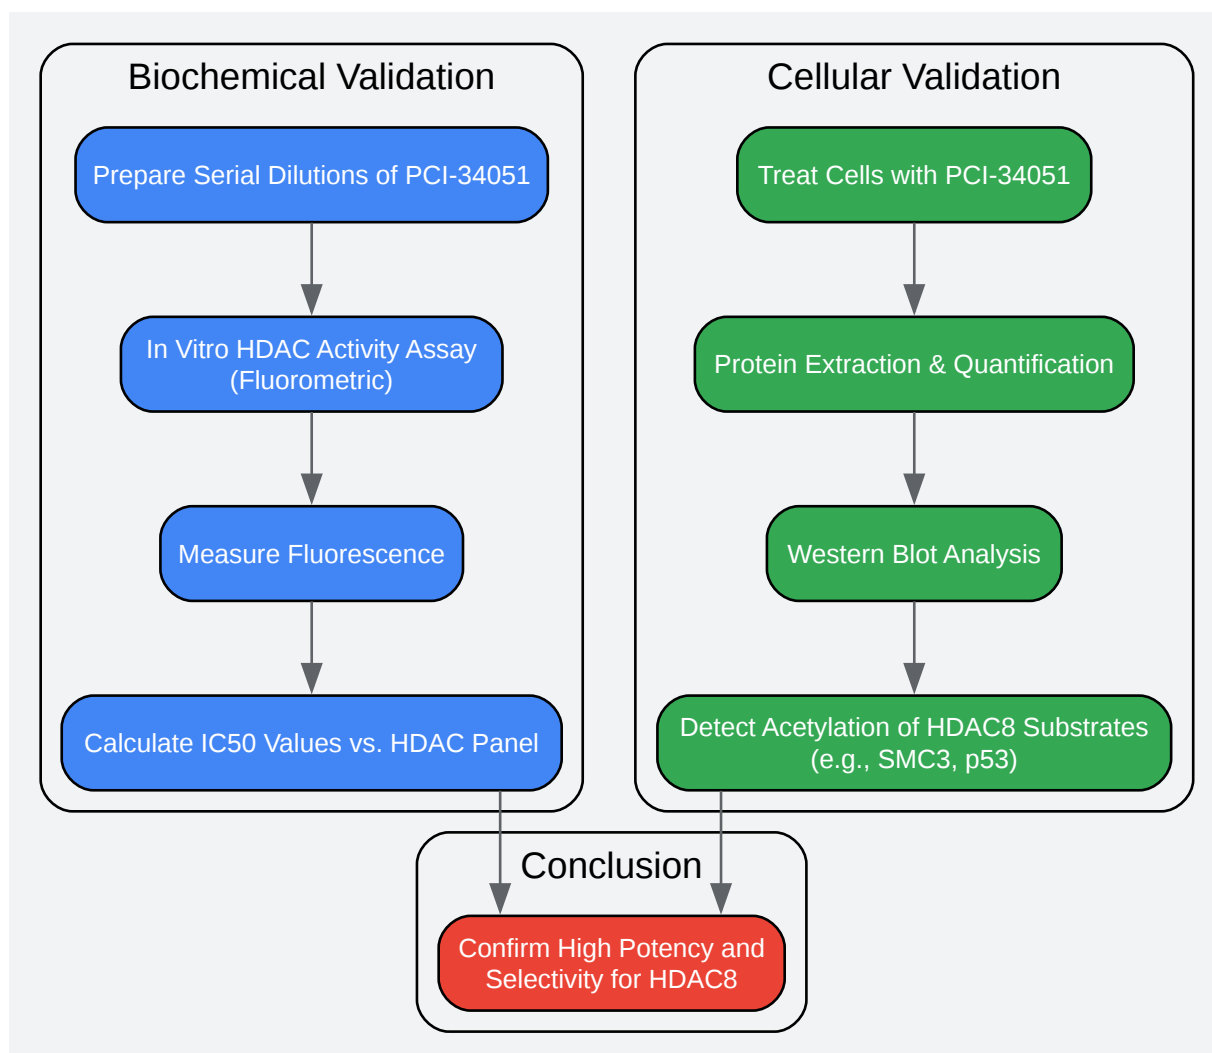 Biochemical Validation
Prepare Serial Dilutions of PCI-34051
In Vitro HDAC Activity Assay
(Fluorometric)
Measure Fluorescence
Calculate IC50 Values vs. HDAC Panel
Cellular Validation
Treat Cells with PCI-34051
Protein Extraction & Quantification
Western Blot Analysis
Detect Acetylation of HDAC8 Substrates
(e.g., SMC3, p53)
Conclusion
Confirm High Potency and
Selectivity for HDAC8